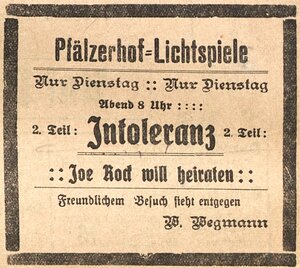 Pfälzerhof=Lichtspiele
Nur Dienstag :: Nur Dienstag
Abend 8 Uhr ::::
2. Teil: Intoleranz 2. Teil:
:: Joe Rock will heiraten ::
Freundlichem Besuch sieht entgegen
W. Wegmann